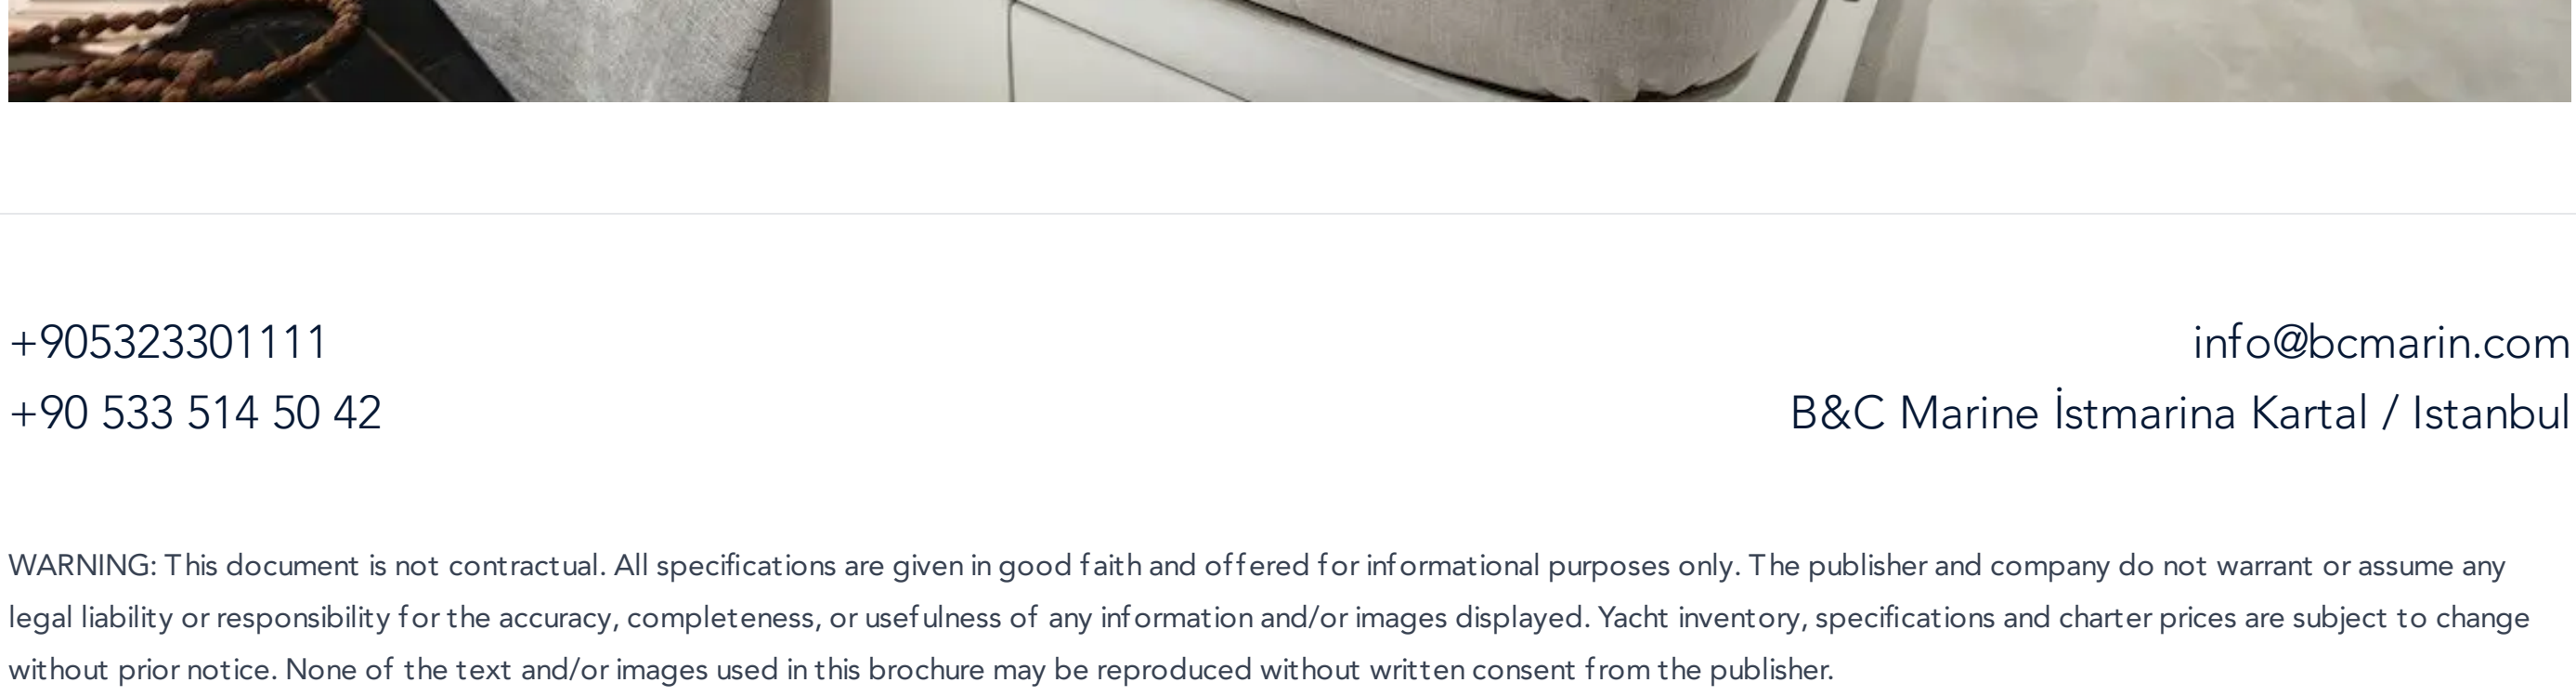 +905323301111
info@bcmarin.com
+90 533 514 50 42
B&C Marine İstmarina Kartal / Istanbul
WARNING: This document is not contractual. All specifications are given in good faith and offered for informational purposes only. The publisher and company do not warrant or assume any
legal liability or responsibility for the accuracy, completeness, or usefulness of any information and/or images displayed. Yacht inventory, specifications and charter prices are subject to change
without prior notice. None of the text and/or images used in this brochure may be reproduced without written consent from the publisher.